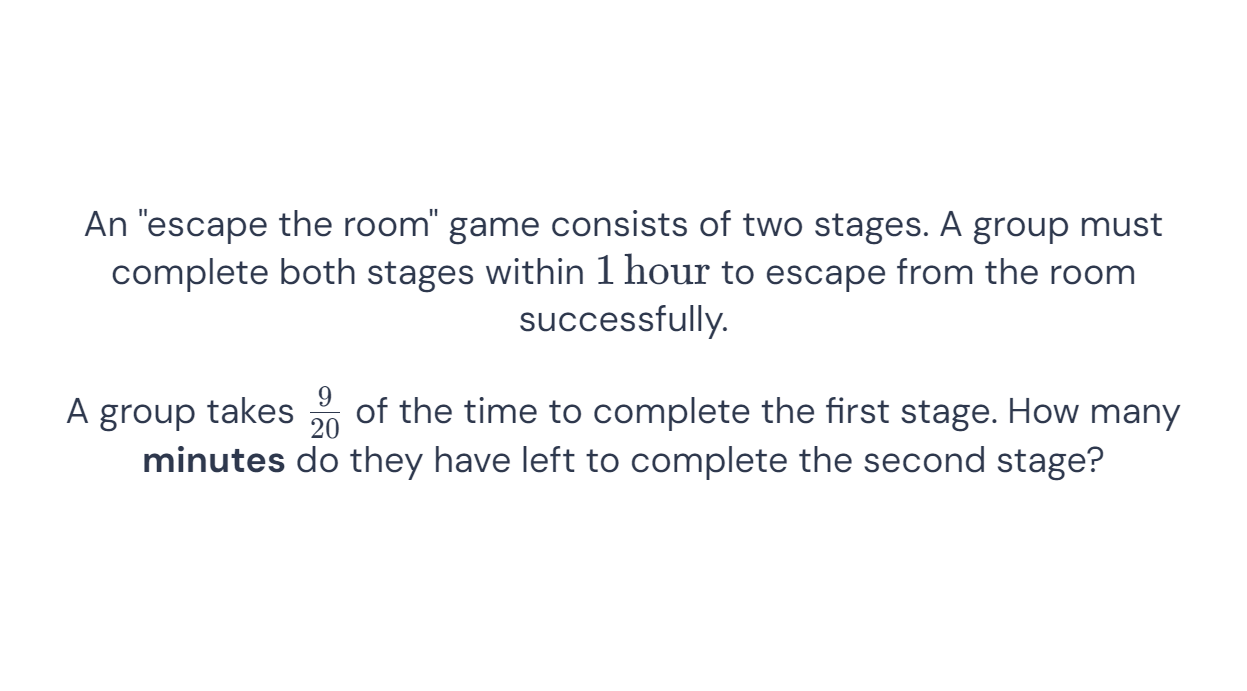 An "escape the room" game consists of two stages. A group must
complete both stages within 1 hour to escape from the room
successfully.
A group takes 9/20 of the time to complete the first stage. How many
minutes do they have left to complete the second stage?